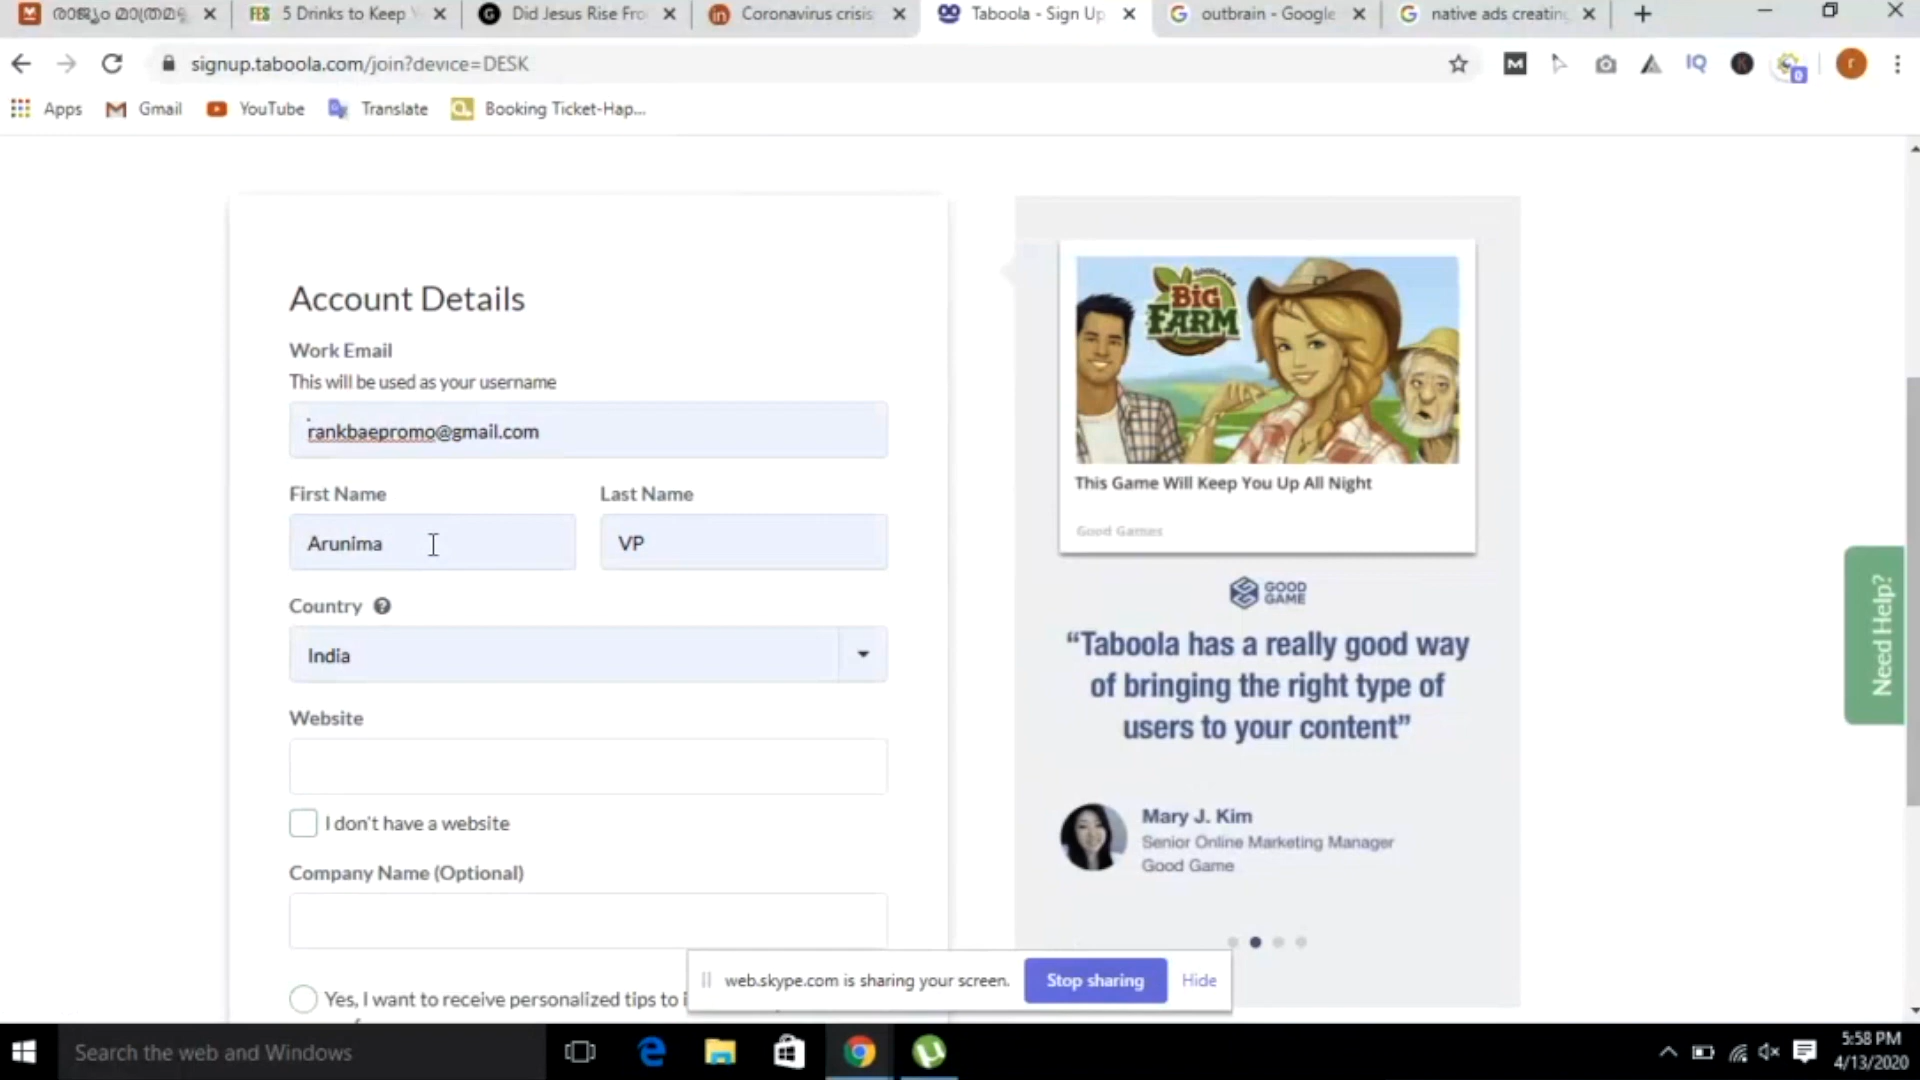 രാജ്യം മാത്രമ
5 Drinks to Keep
Did Jesus Rise Fro
Coronavirus crisis
Taboola - Sign Up
outbrain - Google
native ads creatin
signup.taboola.com/join?device=DESK
Apps
Gmail
YouTube
Translate
Booking Ticket-Hap...
Account Details
Work Email
This will be used as your username
rankbaepromo@gmail.com
First Name
Last Name
Arunima
VP
Country
India
Website
I don't have a website
Company Name (Optional)
Yes, I want to receive personalized tips to i
BIG
FARM
This Game Will Keep You Up All Night
Good Games
GOOD
GAME
“Taboola has a really good way
of bringing the right type of
users to your content”
Mary J. Kim
Senior Online Marketing Manager
Good Game
Need Help?
web.skype.com is sharing your screen.
Stop sharing
Hide
Search the web and Windows
5:58 PM
4/13/2020